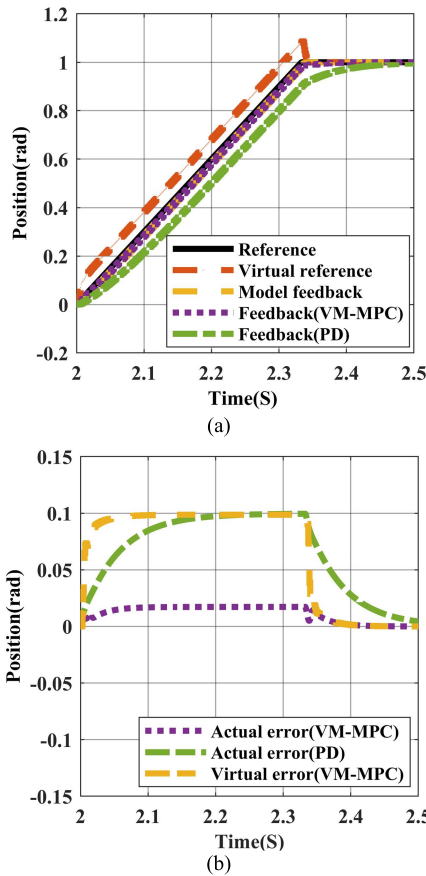 1.2
1
0.8
0.6
0.4
0.2
0
-0.2
Position(rad)
Reference
Virtual reference
Model feedback
Feedback(VM-MPC)
Feedback(PD)
2
2.1
2.2
2.3
2.4
2.5
Time(S)
(a)
0.15
0.1
0.05
0
-0.05
-0.1
-0.15
Position(rad)
Actual error(VM-MPC)
Actual error(PD)
Virtual error(VM-MPC)
2
2.1
2.2
2.3
2.4
2.5
Time(S)
(b)